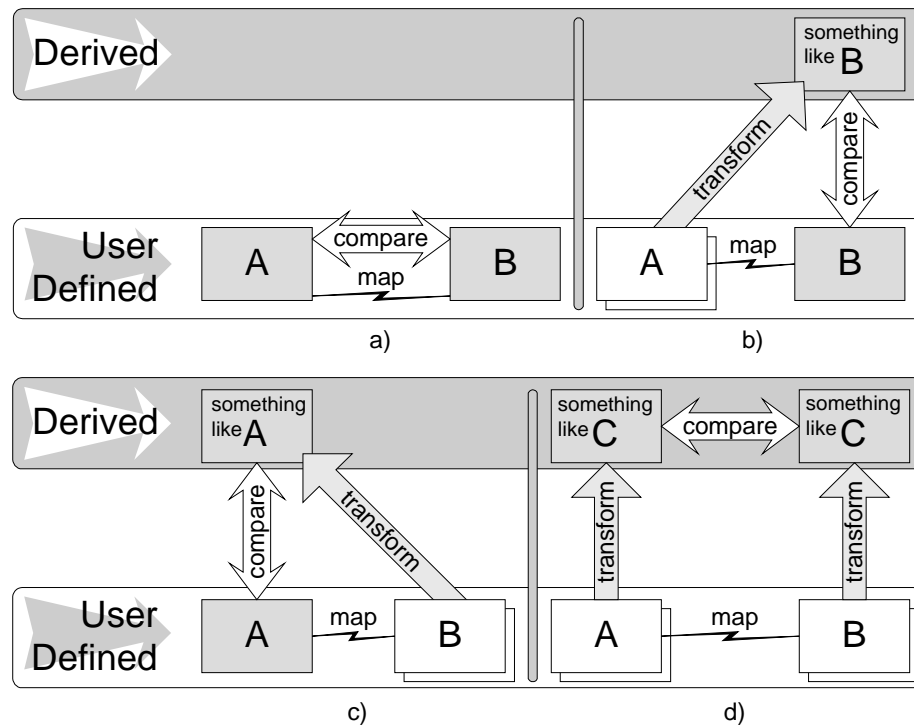 Derived
something
like B
transform
compare
User
Defined
A
compare
map
B
A
map
B
a)
b)
Derived
something
like A
something
like C
compare
something
like C
compare
transform
transform
transform
User
Defined
A
map
B
A
map
B
c)
d)